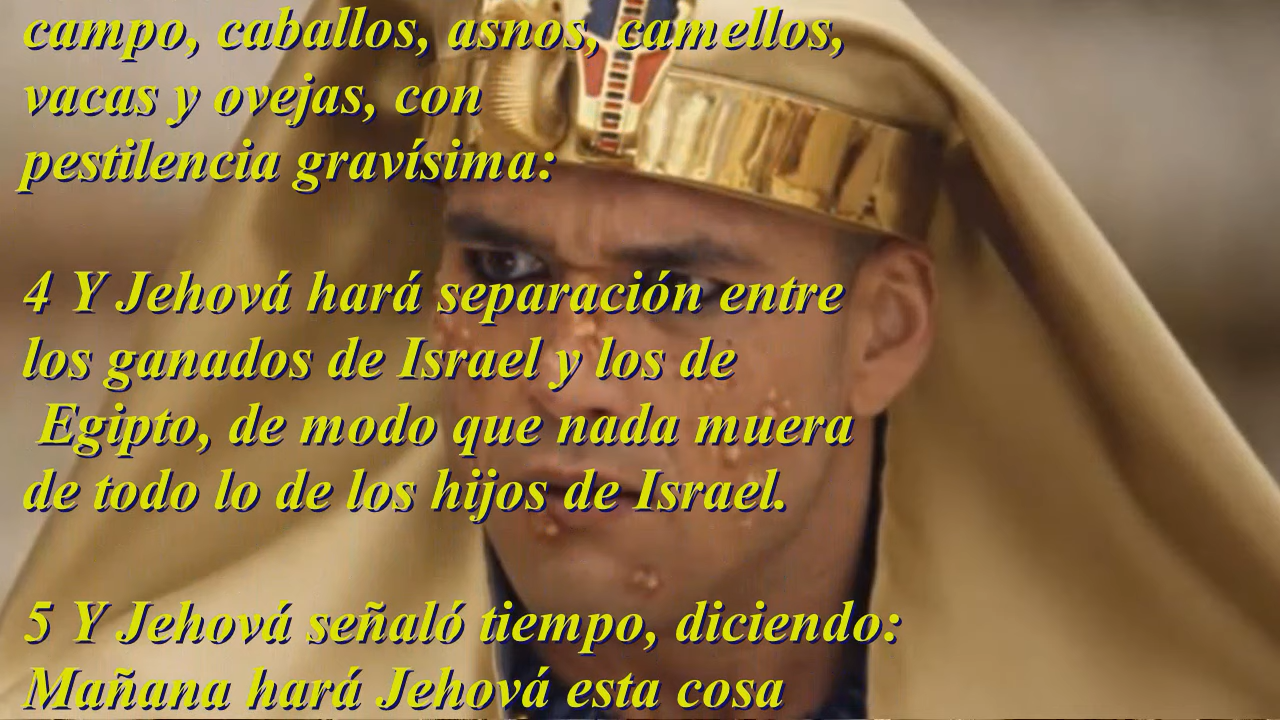 campo, caballos, asnos, camellos,
vacas y ovejas, con
pestilencia gravísima:
4 Y Jehová hará separación entre
los ganados de Israel y los de
Egipto, de modo que nada muera
de todo lo de los hijos de Israel.
5 Y Jehová señaló tiempo, diciendo:
Mañana hará Jehová esta cosa